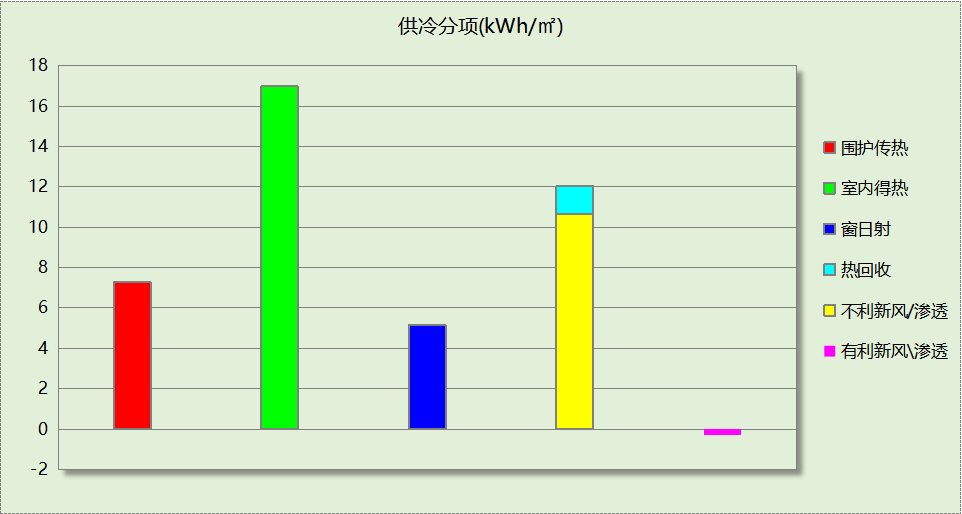 供冷分项(kWh/㎡)
18
16
14
12
10
8
6
4
2
0
-2
围护传热
室内得热
窗日射
热回收
不利新风/渗透
有利新风\渗透